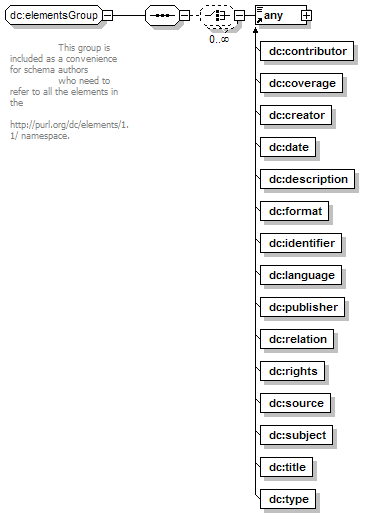 dc:elementsGroup
any
0..∞
This group is
included as a convenience
for schema authors
who need to
refer to all the elements in
the
http://purl.org/dc/elements/1.
1/ namespace.
dc:contributor
dc:coverage
dc:creator
dc:date
dc:description
dc:format
dc:identifier
dc:language
dc:publisher
dc:relation
dc:rights
dc:source
dc:subject
dc:title
dc:type